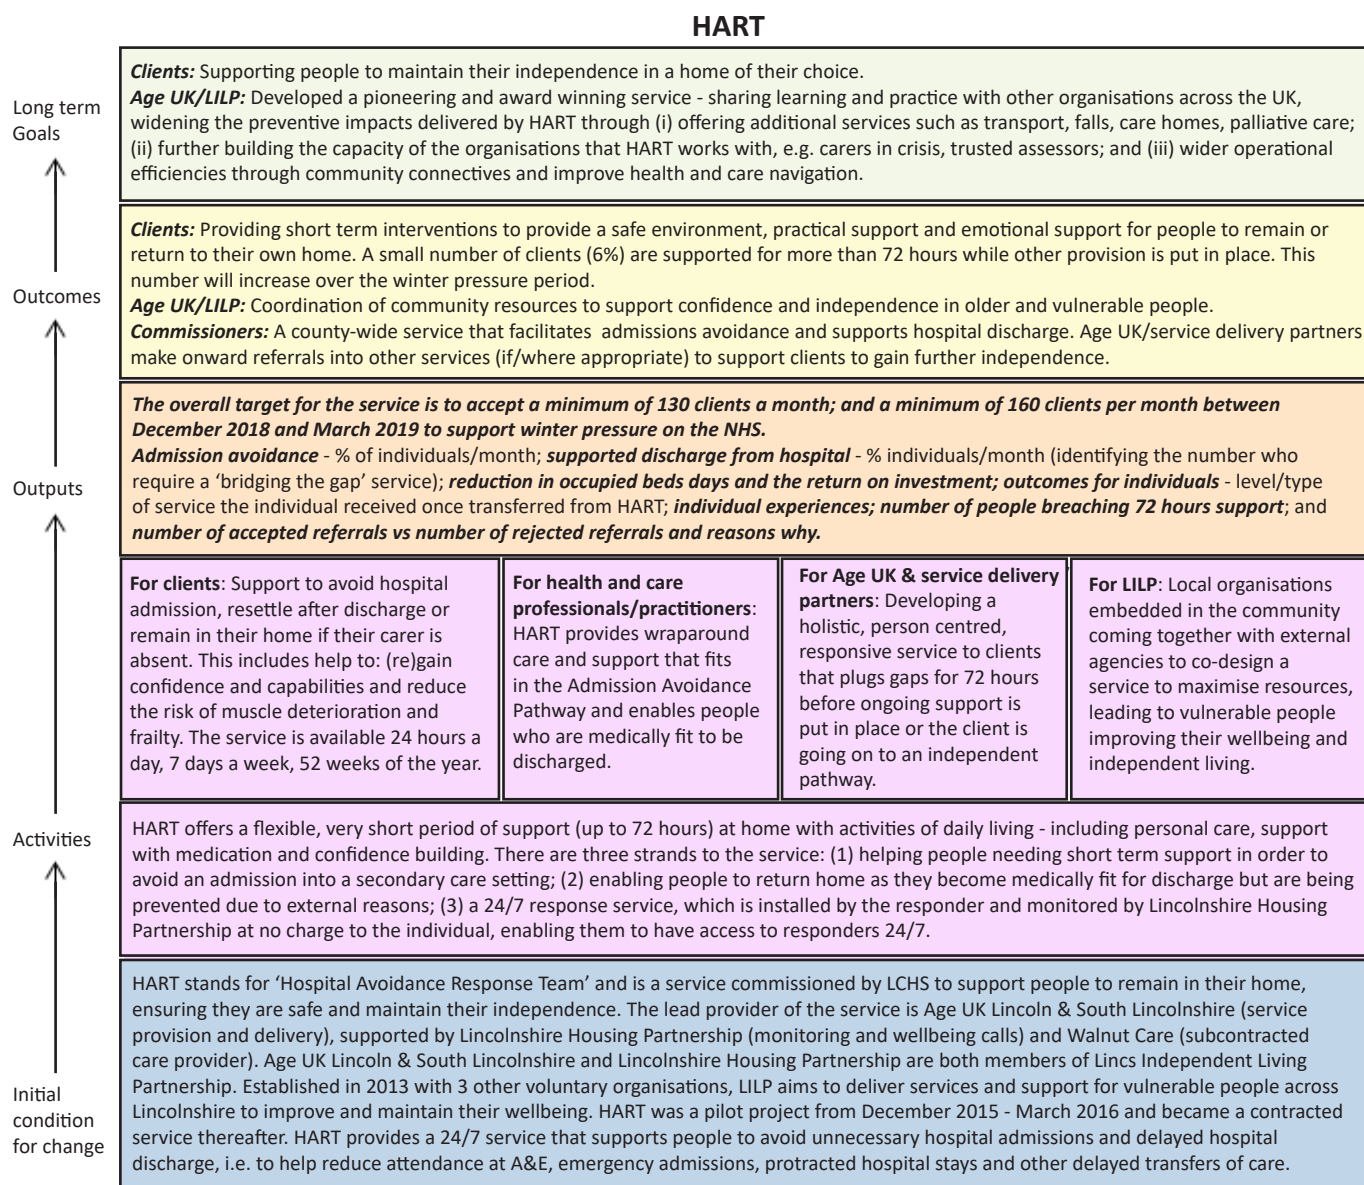 HART
Long term
Goals
Clients: Supporting people to maintain their independence in a home of their choice.
Age UK/LILP: Developed a pioneering and award winning service - sharing learning and practice with other organisations across the UK,
widening the preventive impacts delivered by HART through (i) offering additional services such as transport, falls, care homes, palliative care;
(ii) further building the capacity of the organisations that HART works with, e.g. carers in crisis, trusted assessors; and (iii) wider operational
efficiencies through community connectives and improve health and care navigation.
Outcomes
Clients: Providing short term interventions to provide a safe environment, practical support and emotional support for people to remain or
return to their own home. A small number of clients (6%) are supported for more than 72 hours while other provision is put in place. This
number will increase over the winter pressure period.
Age UK/LILP: Coordination of community resources to support confidence and independence in older and vulnerable people.
Commissioners: A county-wide service that facilitates admissions avoidance and supports hospital discharge. Age UK/service delivery partners
make onward referrals into other services (if/where appropriate) to support clients to gain further independence.
Outputs
The overall target for the service is to accept a minimum of 130 clients a month; and a minimum of 160 clients per month between
December 2018 and March 2019 to support winter pressure on the NHS.
Admission avoidance - % of individuals/month; supported discharge from hospital - % individuals/month (identifying the number who
require a ‘bridging the gap’ service); reduction in occupied beds days and the return on investment; outcomes for individuals - level/type
of service the individual received once transferred from HART; individual experiences; number of people breaching 72 hours support; and
number of accepted referrals vs number of rejected referrals and reasons why.
For clients: Support to avoid hospital
admission, resettle after discharge or
remain in their home if their carer is
absent. This includes help to: (re)gain
confidence and capabilities and reduce
the risk of muscle deterioration and
frailty. The service is available 24 hours a
day, 7 days a week, 52 weeks of the year.
For health and care
professionals/practitioners:
HART provides wraparound
care and support that fits
in the Admission Avoidance
Pathway and enables people
who are medically fit to be
discharged.
For Age UK & service delivery
partners: Developing a
holistic, person centred,
responsive service to clients
that plugs gaps for 72 hours
before ongoing support is
put in place or the client is
going on to an independent
pathway.
For LILP: Local organisations
embedded in the community
coming together with external
agencies to co-design a
service to maximise resources,
leading to vulnerable people
improving their wellbeing and
independent living.
Activities
HART offers a flexible, very short period of support (up to 72 hours) at home with activities of daily living - including personal care, support
with medication and confidence building. There are three strands to the service: (1) helping people needing short term support in order to
avoid an admission into a secondary care setting; (2) enabling people to return home as they become medically fit for discharge but are being
prevented due to external reasons; (3) a 24/7 response service, which is installed by the responder and monitored by Lincolnshire Housing
Partnership at no charge to the individual, enabling them to have access to responders 24/7.
Initial
condition
for change
HART stands for ‘Hospital Avoidance Response Team’ and is a service commissioned by LCHS to support people to remain in their home,
ensuring they are safe and maintain their independence. The lead provider of the service is Age UK Lincoln & South Lincolnshire (service
provision and delivery), supported by Lincolnshire Housing Partnership (monitoring and wellbeing calls) and Walnut Care (subcontracted
care provider). Age UK Lincoln & South Lincolnshire and Lincolnshire Housing Partnership are both members of Lincs Independent Living
Partnership. Established in 2013 with 3 other voluntary organisations, LILP aims to deliver services and support for vulnerable people across
Lincolnshire to improve and maintain their wellbeing. HART was a pilot project from December 2015 - March 2016 and became a contracted
service thereafter. HART provides a 24/7 service that supports people to avoid unnecessary hospital admissions and delayed hospital
discharge, i.e. to help reduce attendance at A&E, emergency admissions, protracted hospital stays and other delayed transfers of care.